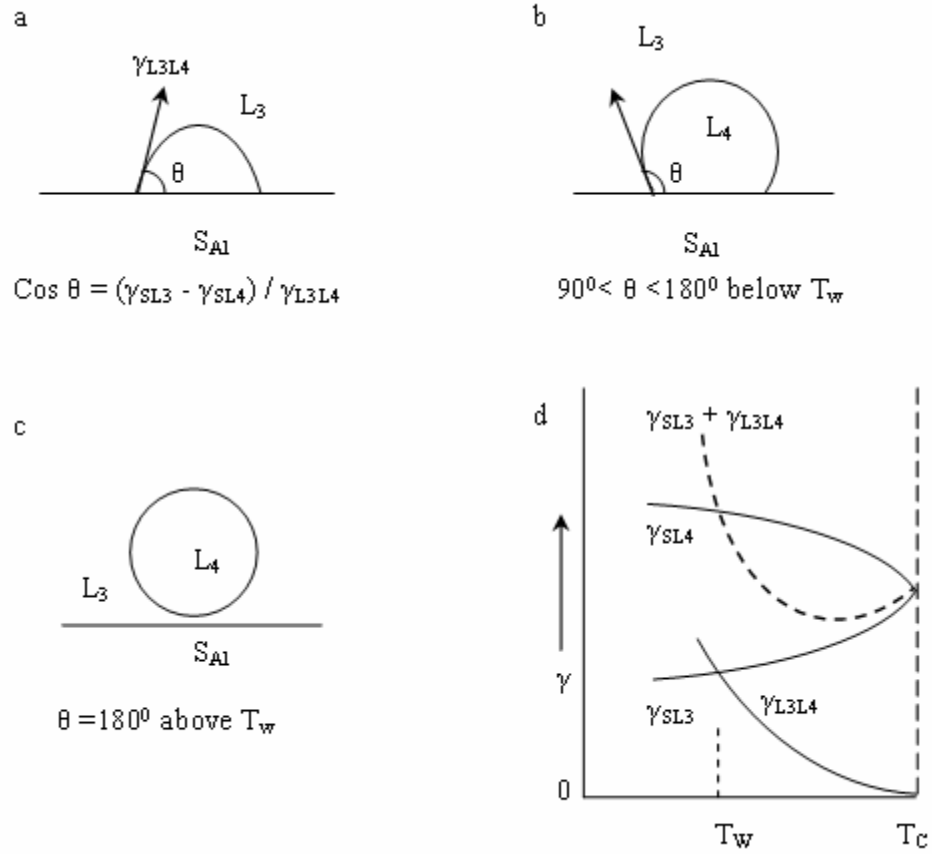 a
γL3L4
L3
θ
SAl
Cos θ = (γSL3 - γSL4) / γL3L4
b
L3
L4
θ
SAl
90⁰< θ <180⁰ below Tw
c
L4
L3
SAl
θ =180⁰ above Tw
d
γSL3 + γL3L4
γSL4
γ
γSL3
γL3L4
0
TW
TC